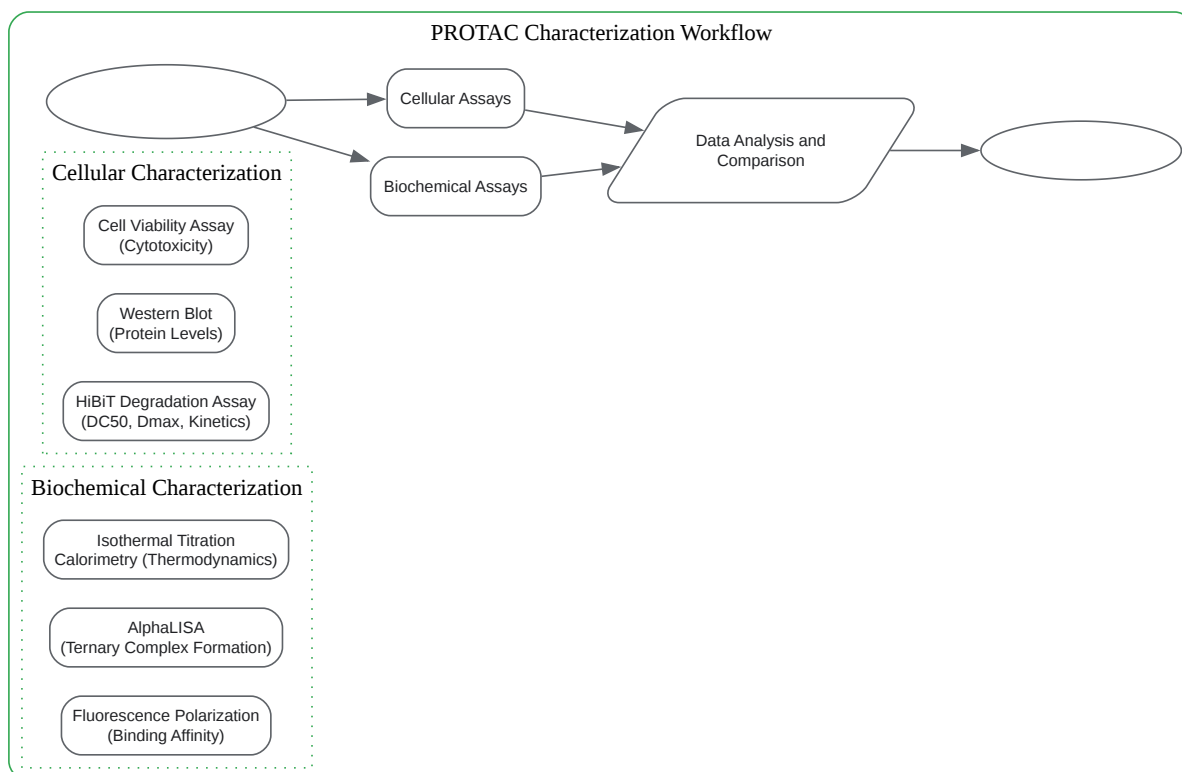 PROTAC Characterization Workflow
Cellular Assays
Biochemical Assays
Data Analysis and
Comparison
Cellular Characterization
Cell Viability Assay
(Cytotoxicity)
Western Blot
(Protein Levels)
HiBiT Degradation Assay
(DC50, Dmax, Kinetics)
Biochemical Characterization
Isothermal Titration
Calorimetry (Thermodynamics)
AlphaLISA
(Ternary Complex Formation)
Fluorescence Polarization
(Binding Affinity)